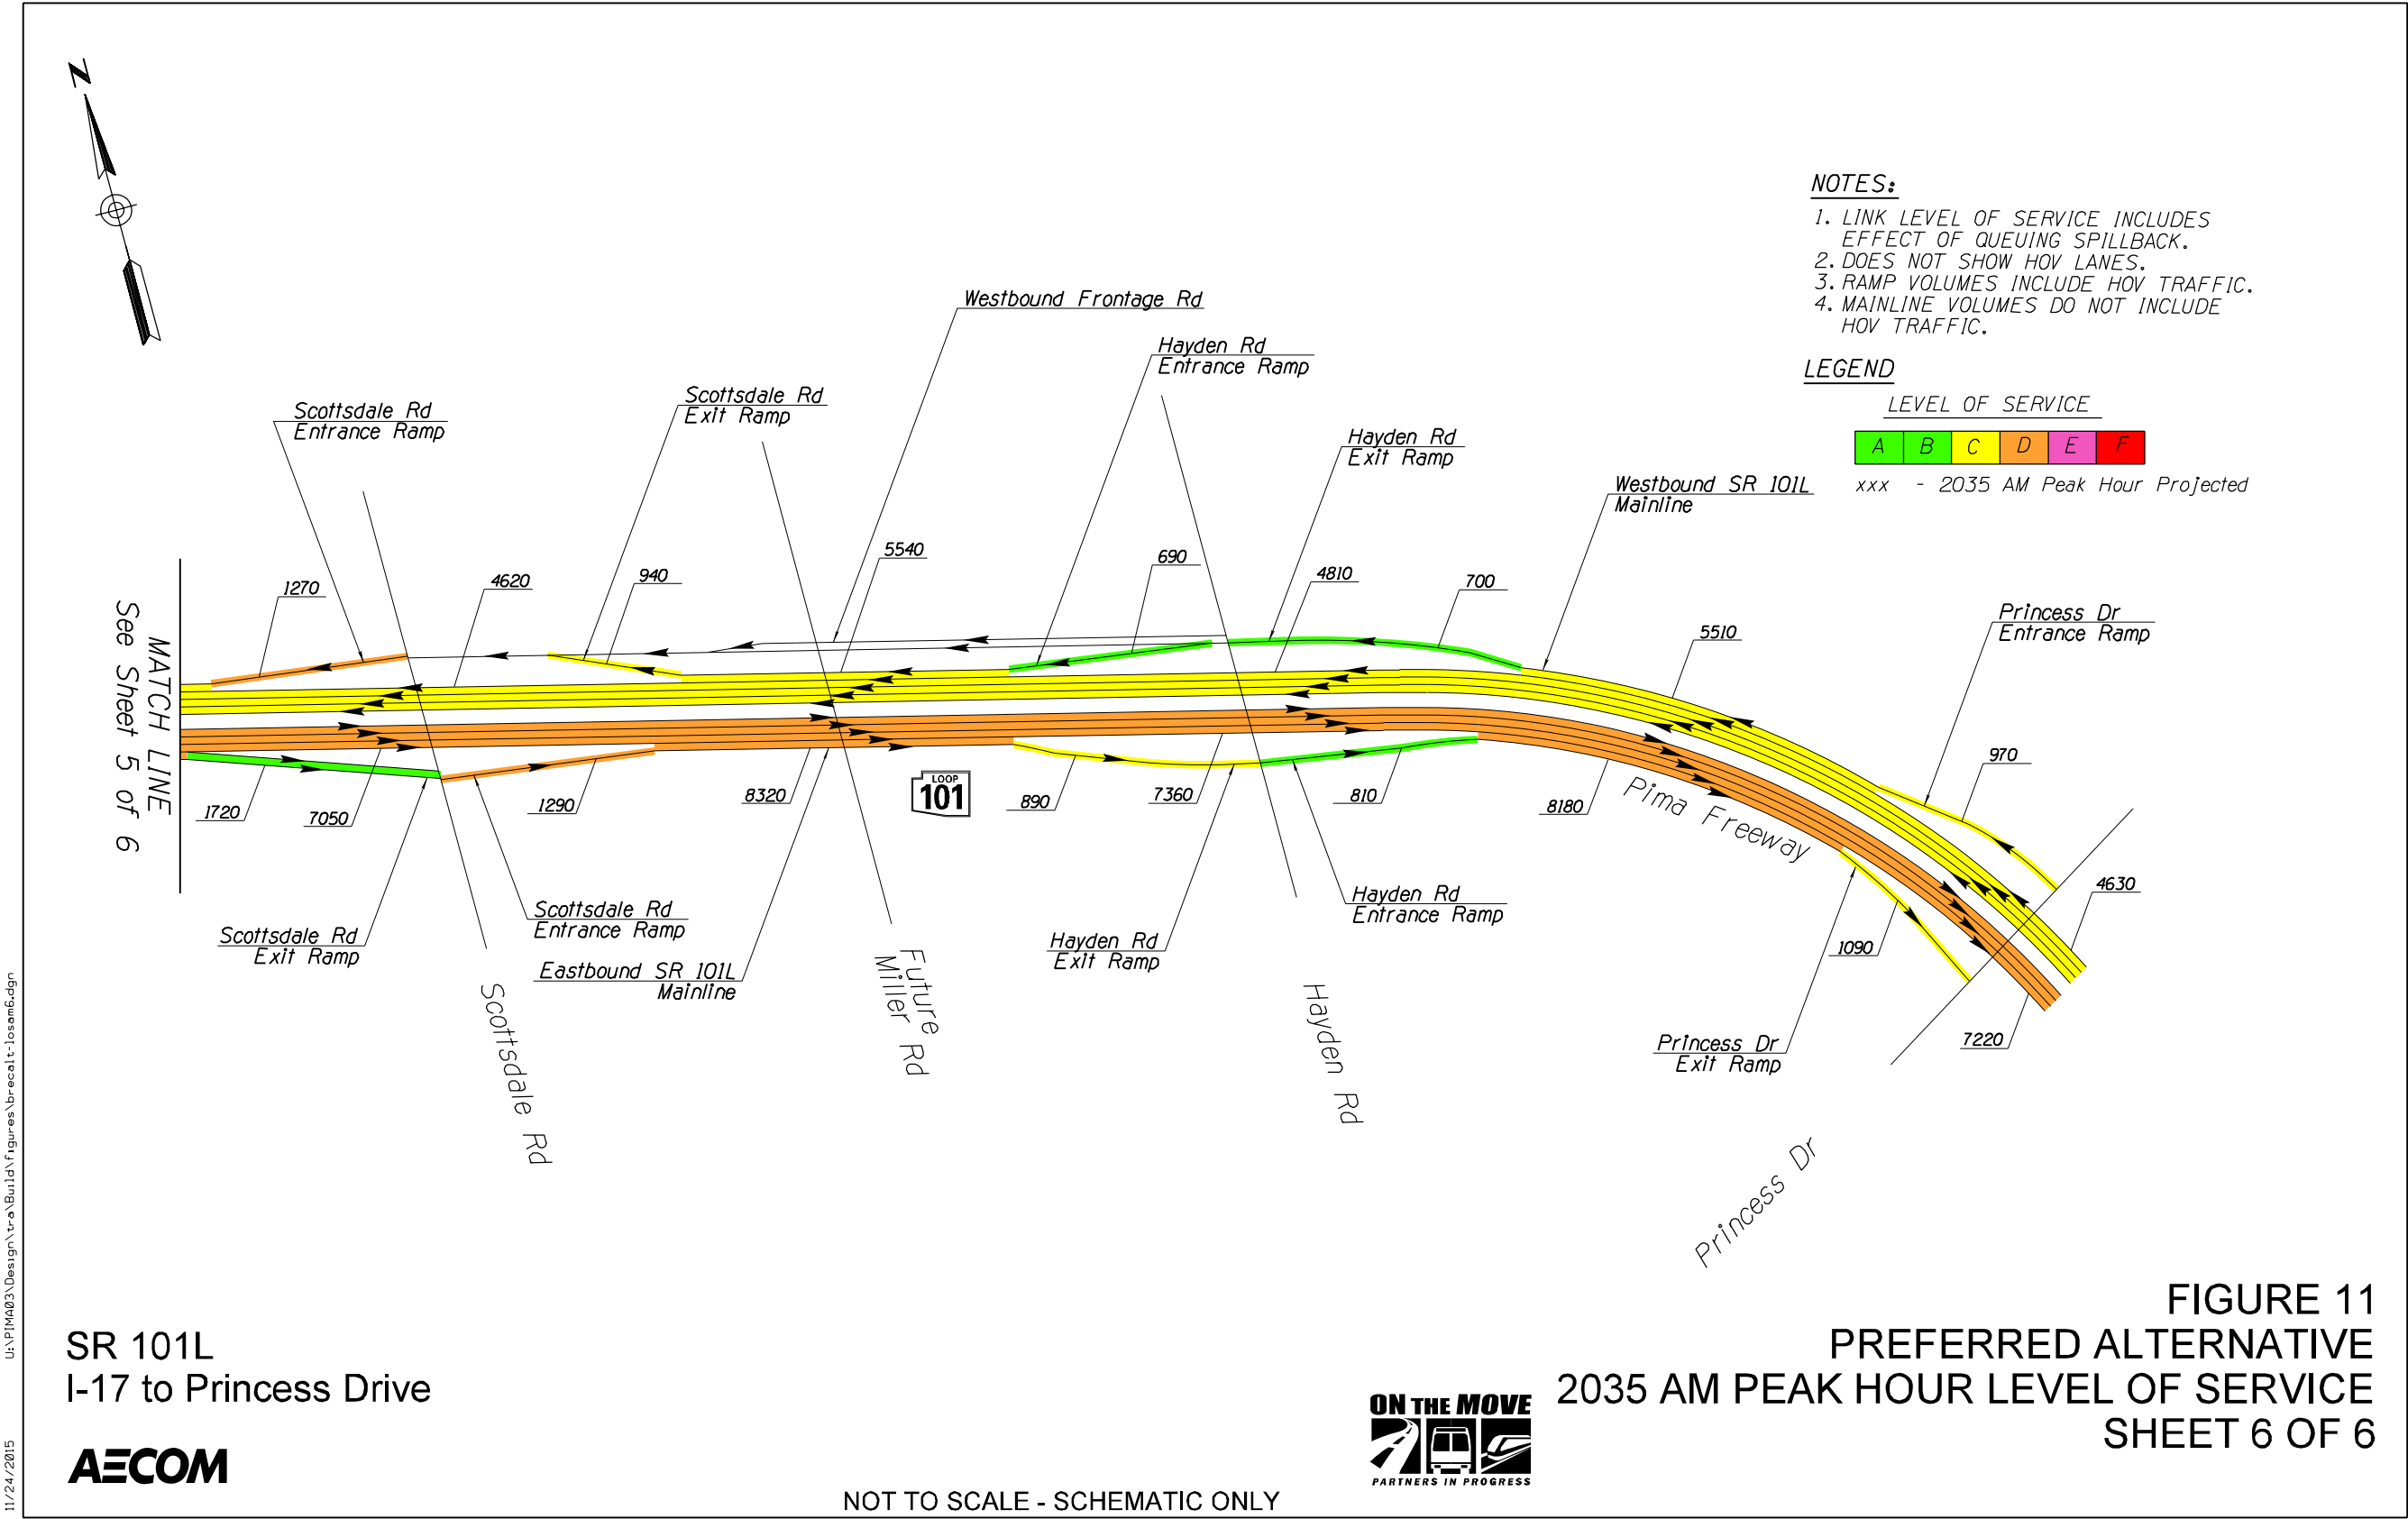 N
NOTES:
1. LINK LEVEL OF SERVICE INCLUDES
EFFECT OF QUEUING SPILLBACK.
2. DOES NOT SHOW HOV LANES.
3. RAMP VOLUMES INCLUDE HOV TRAFFIC.
4. MAINLINE VOLUMES DO NOT INCLUDE
HOV TRAFFIC.
LEGEND
LEVEL OF SERVICE
A B C D E F
xxx - 2035 AM Peak Hour Projected
Westbound Frontage Rd
Hayden Rd
Entrance Ramp
Scottsdale Rd
Exit Ramp
Scottsdale Rd
Entrance Ramp
Hayden Rd
Exit Ramp
Westbound SR 101L
Mainline
Princess Dr
Entrance Ramp
1270
4620
940
5540
690
4810
700
5510
970
4630
MATCH LINE
See Sheet 5 of 6
1720
7050
1290
8320
LOOP
101
890
7360
810
8180
Pima Freeway
1090
7220
Scottsdale Rd
Exit Ramp
Scottsdale Rd
Entrance Ramp
Eastbound SR 101L
Mainline
Hayden Rd
Exit Ramp
Hayden Rd
Entrance Ramp
Princess Dr
Exit Ramp
Scottsdale Rd
Future
Miller Rd
Hayden Rd
Princess Dr
SR 101L
I-17 to Princess Drive
AECOM
ON THE MOVE
PARTNERS IN PROGRESS
FIGURE 11
PREFERRED ALTERNATIVE
2035 AM PEAK HOUR LEVEL OF SERVICE
SHEET 6 OF 6
NOT TO SCALE - SCHEMATIC ONLY
11/24/2015
U:\PIMA03\Design\tra\Build\figures\brecalt-losam6.dgn